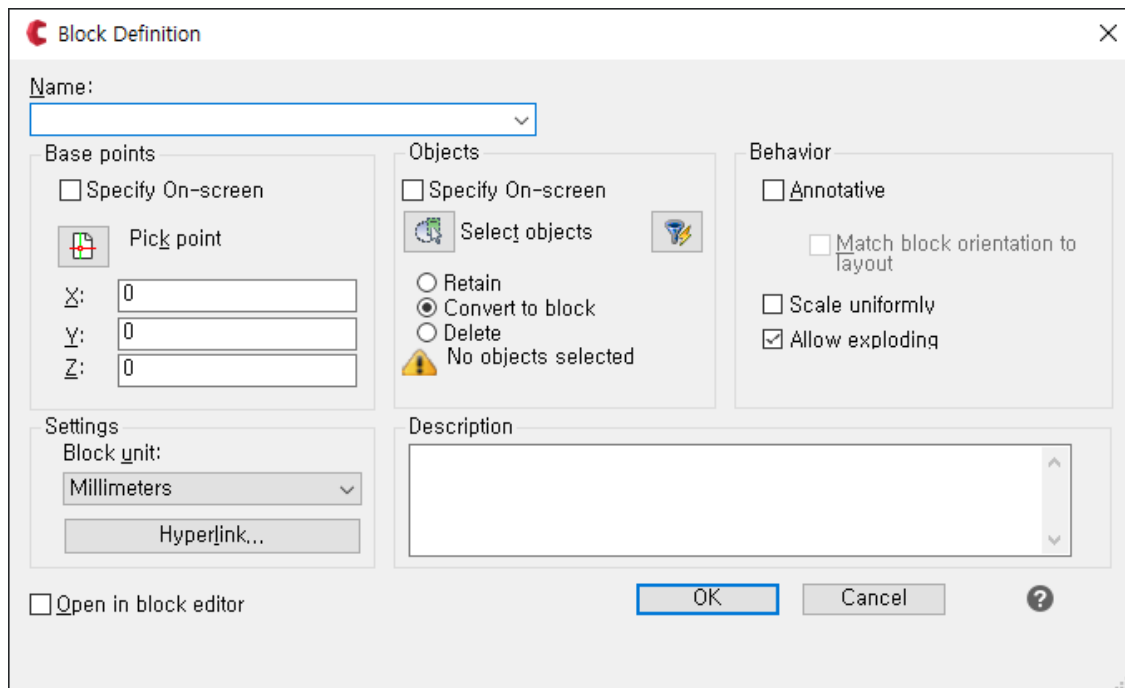 Block Definition
Name:
Base points
Specify On-screen
Pick point
X: 0
Y: 0
Z: 0
Objects
Specify On-screen
Select objects
Retain
Convert to block
Delete
No objects selected
Behavior
Annotative
Match block orientation to
layout
Scale uniformly
Allow exploding
Settings
Block unit:
Millimeters
Hyperlink...
Description
Open in block editor
OK
Cancel
?